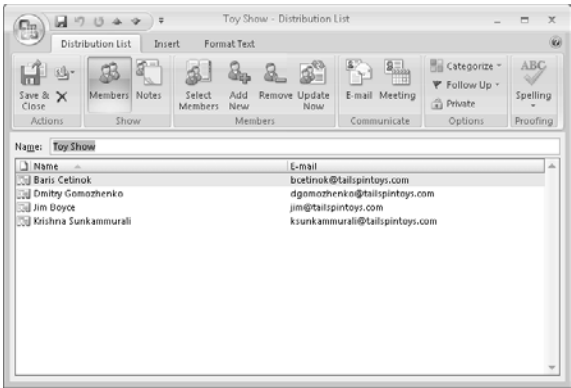 Toy Show - Distribution List
Distribution List Insert Format Text
Save & Close
Members Notes
Select Members
Add New
Remove
Update Now
E-mail Meeting
Categorize
Follow Up
Private
ABC
Spelling
Actions Show Members Communicate Options Proofing
Name: Toy Show
Name E-mail
Baris Cetinok bcetinok@tailspintoys.com
Dmitry Gomozhenko dgomozhenko@tailspintoys.com
Jim Boyce jim@tailspintoys.com
Krishna Sunkammurali ksunkammurali@tailspintoys.com